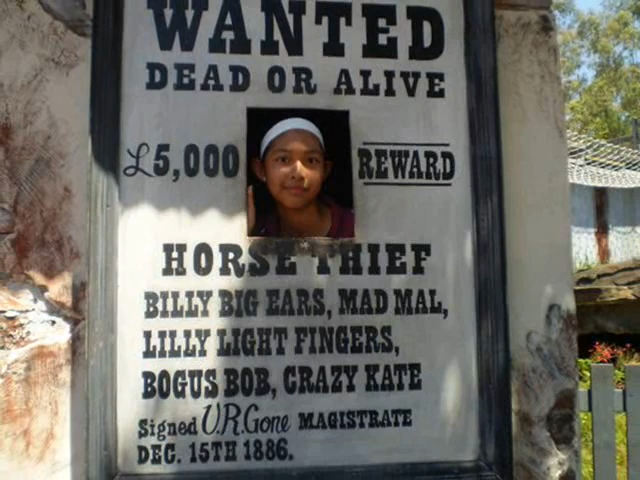 WANTED
DEAD OR ALIVE
£5,000 REWARD
HORSE THIEF
BILLY BIG EARS, MAD MAL,
LILLY LIGHT FINGERS,
BOGUS BOB, CRAZY KATE
Signed U.R.Gone MAGISTRATE
DEC. 15TH 1886.